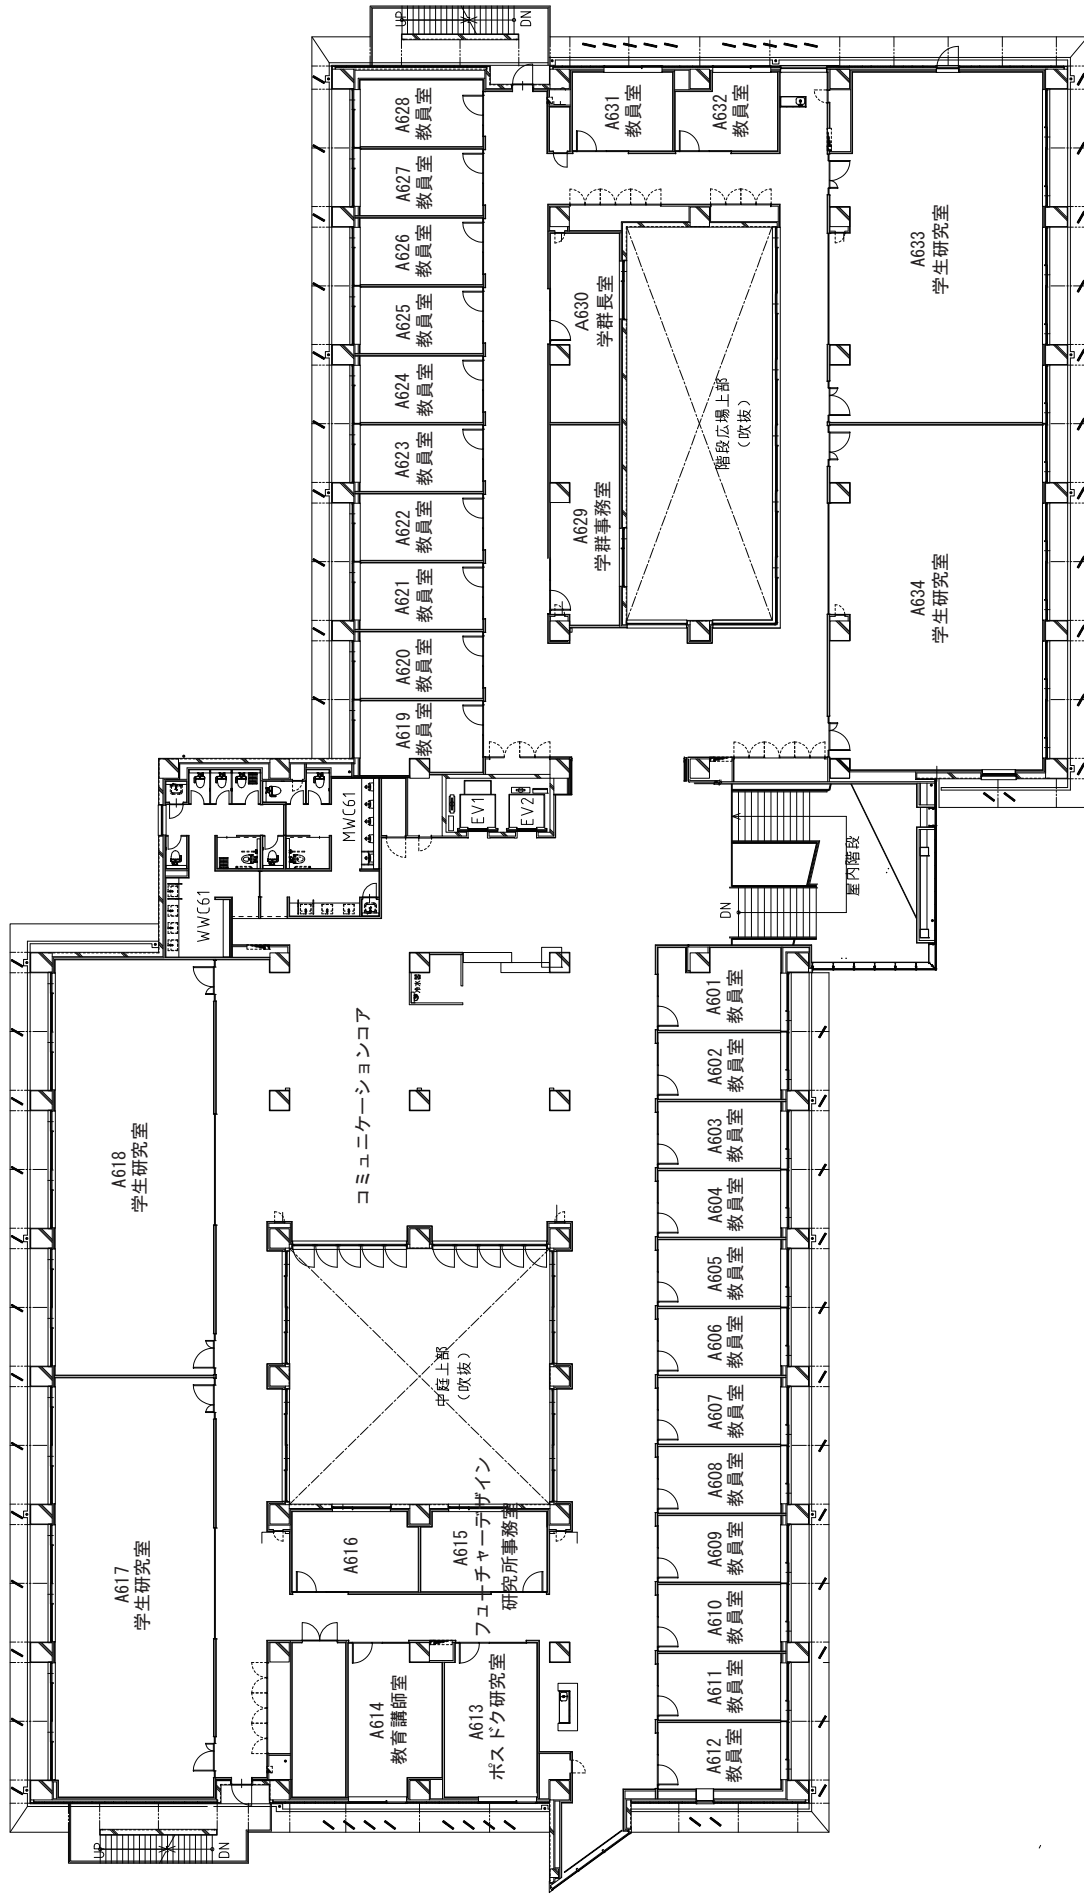 UP
DN
A628
教員室
A627
教員室
A626
教員室
A625
教員室
A624
教員室
A623
教員室
A622
教員室
A621
教員室
A620
教員室
A619
教員室
A631
教員室
A632
教員室
A630
学群長室
A629
学群事務室
階段広場上部
（吹抜）
A633
学生研究室
A634
学生研究室
MWC61
WWC61
EV1
EV2
DN
屋内階段
冷水器
コミュニケーションコア
A618
学生研究室
A617
学生研究室
中庭上部
（吹抜）
A616
A615
フューチャーデザイン
研究所事務室
A614
教育講師室
A613
ポスドク研究室
A601
教員室
A602
教員室
A603
教員室
A604
教員室
A605
教員室
A606
教員室
A607
教員室
A608
教員室
A609
教員室
A610
教員室
A611
教員室
A612
教員室
UP
DN